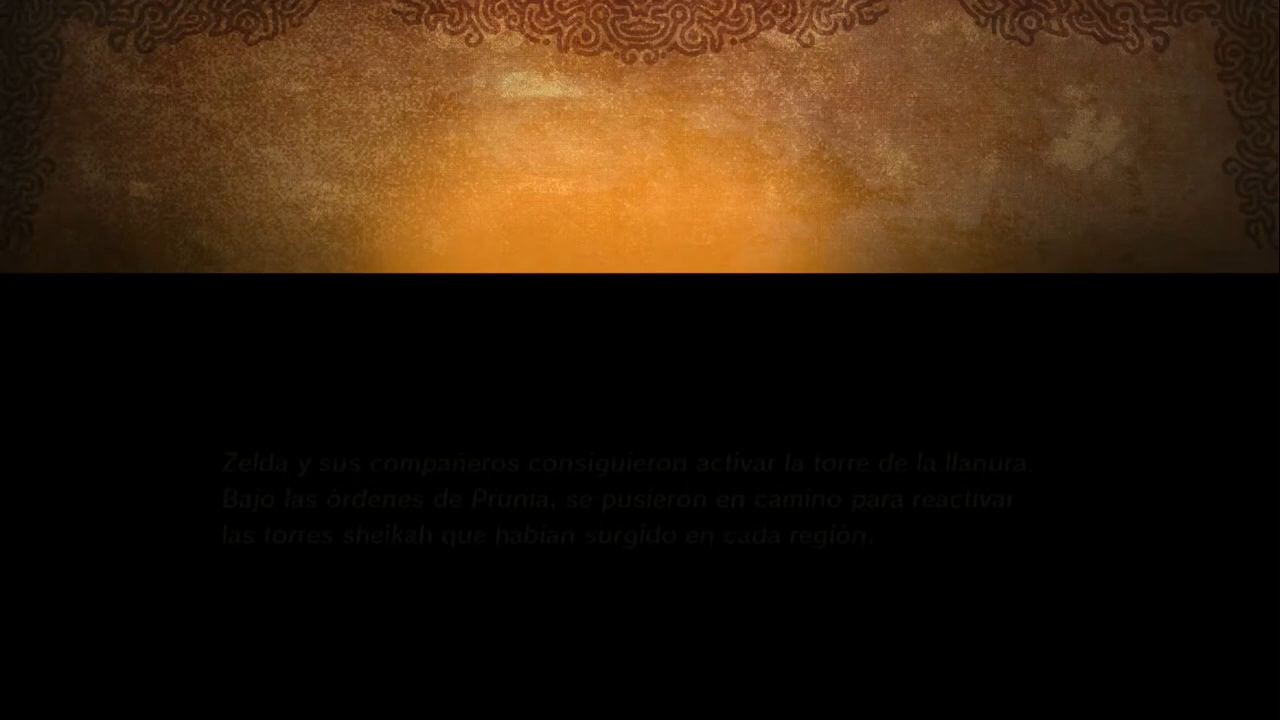 Zelda y sus compañeros consiguieron activar la torre de la llanura.
Bajo las órdenes de Prunia, se pusieron en camino para reactivar
las torres sheikah que habían surgido en cada región.